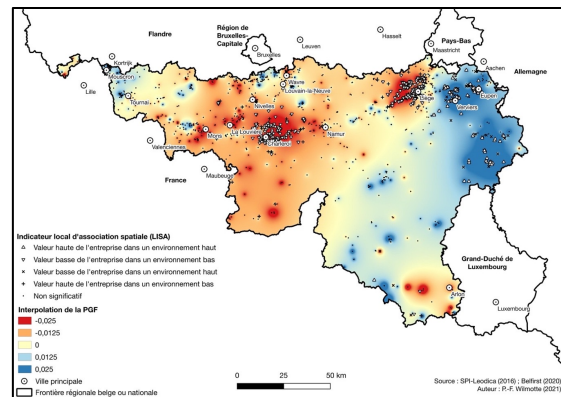 Flandre
Région de
Bruxelles-
Capitale
Leuven
Hasselt
Pays-Bas
Maastricht
Kortrijk
Bruxelles
Aachen
Mouscron
Allemagne
Lille
Tournai
Wavre
Louvain-la-Neuve
Liège
Eupen
Verviers
Nivelles
Mons
La Louvière
Namur
Charleroi
Valenciennes
France
Maubeuge
Indicateur local d'association spatiale (LISA)
Valeur haute de l'entreprise dans un environnement haut
Valeur basse de l'entreprise dans un environnement bas
Valeur basse de l'entreprise dans un environnement haut
Valeur haute de l'entreprise dans un environnement bas
Non significatif
Grand-Duché de
Luxembourg
Arlon
Luxembourg
Interpolation de la PGF
-0,025
-0,0125
0
0,0125
0,025
Ville principale
Frontière régionale belge ou nationale
0 25 50 km
Source : SPI-Leodica (2016) ; Belfirst (2020)
Auteur : P.-F. Wilmotte (2021)